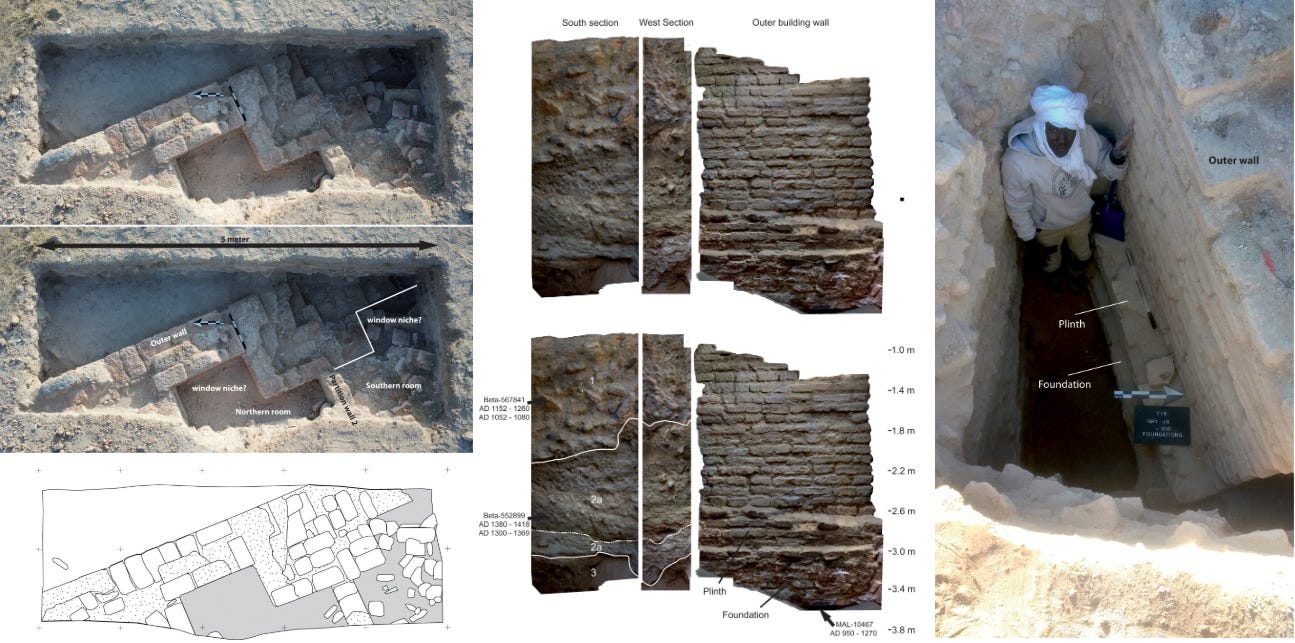 5 meter
Outer wall
window niche?
window niche?
Southern room
Northern room
Partition wall 2
South section
West Section
Outer building wall
1
2a
2a
3
Beta-567841
AD 1152 - 1260
AD 1052 - 1080
Beta-552899
AD 1380 - 1418
AD 1300 - 1369
-1.0 m
-1.4 m
-1.8 m
-2.2 m
-2.6 m
-3.0 m
-3.4 m
-3.8 m
Plinth
Foundation
MAL-10467
AD 950 - 1270
Outer wall
Plinth
Foundation
FOUNDATIONS